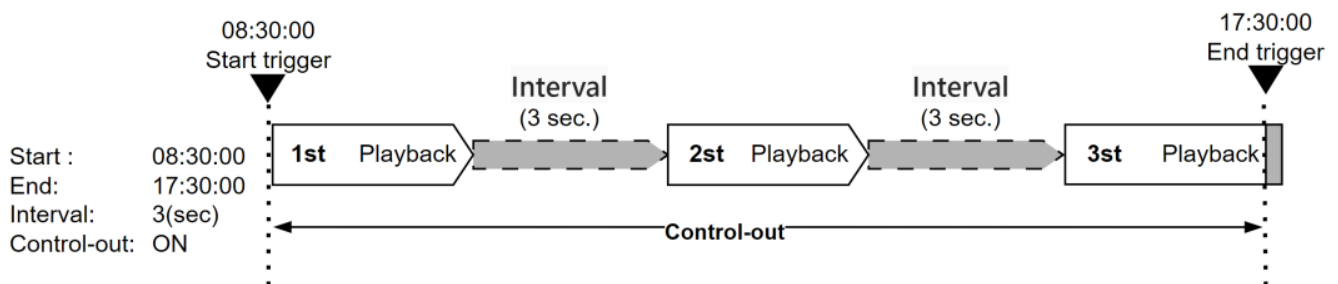 08:30:00
Start trigger
17:30:00
End trigger
Interval
(3 sec.)
Interval
(3 sec.)
1st Playback
2st Playback
3st Playback
Start : 08:30:00
End: 17:30:00
Interval: 3(sec)
Control-out: ON
Control-out